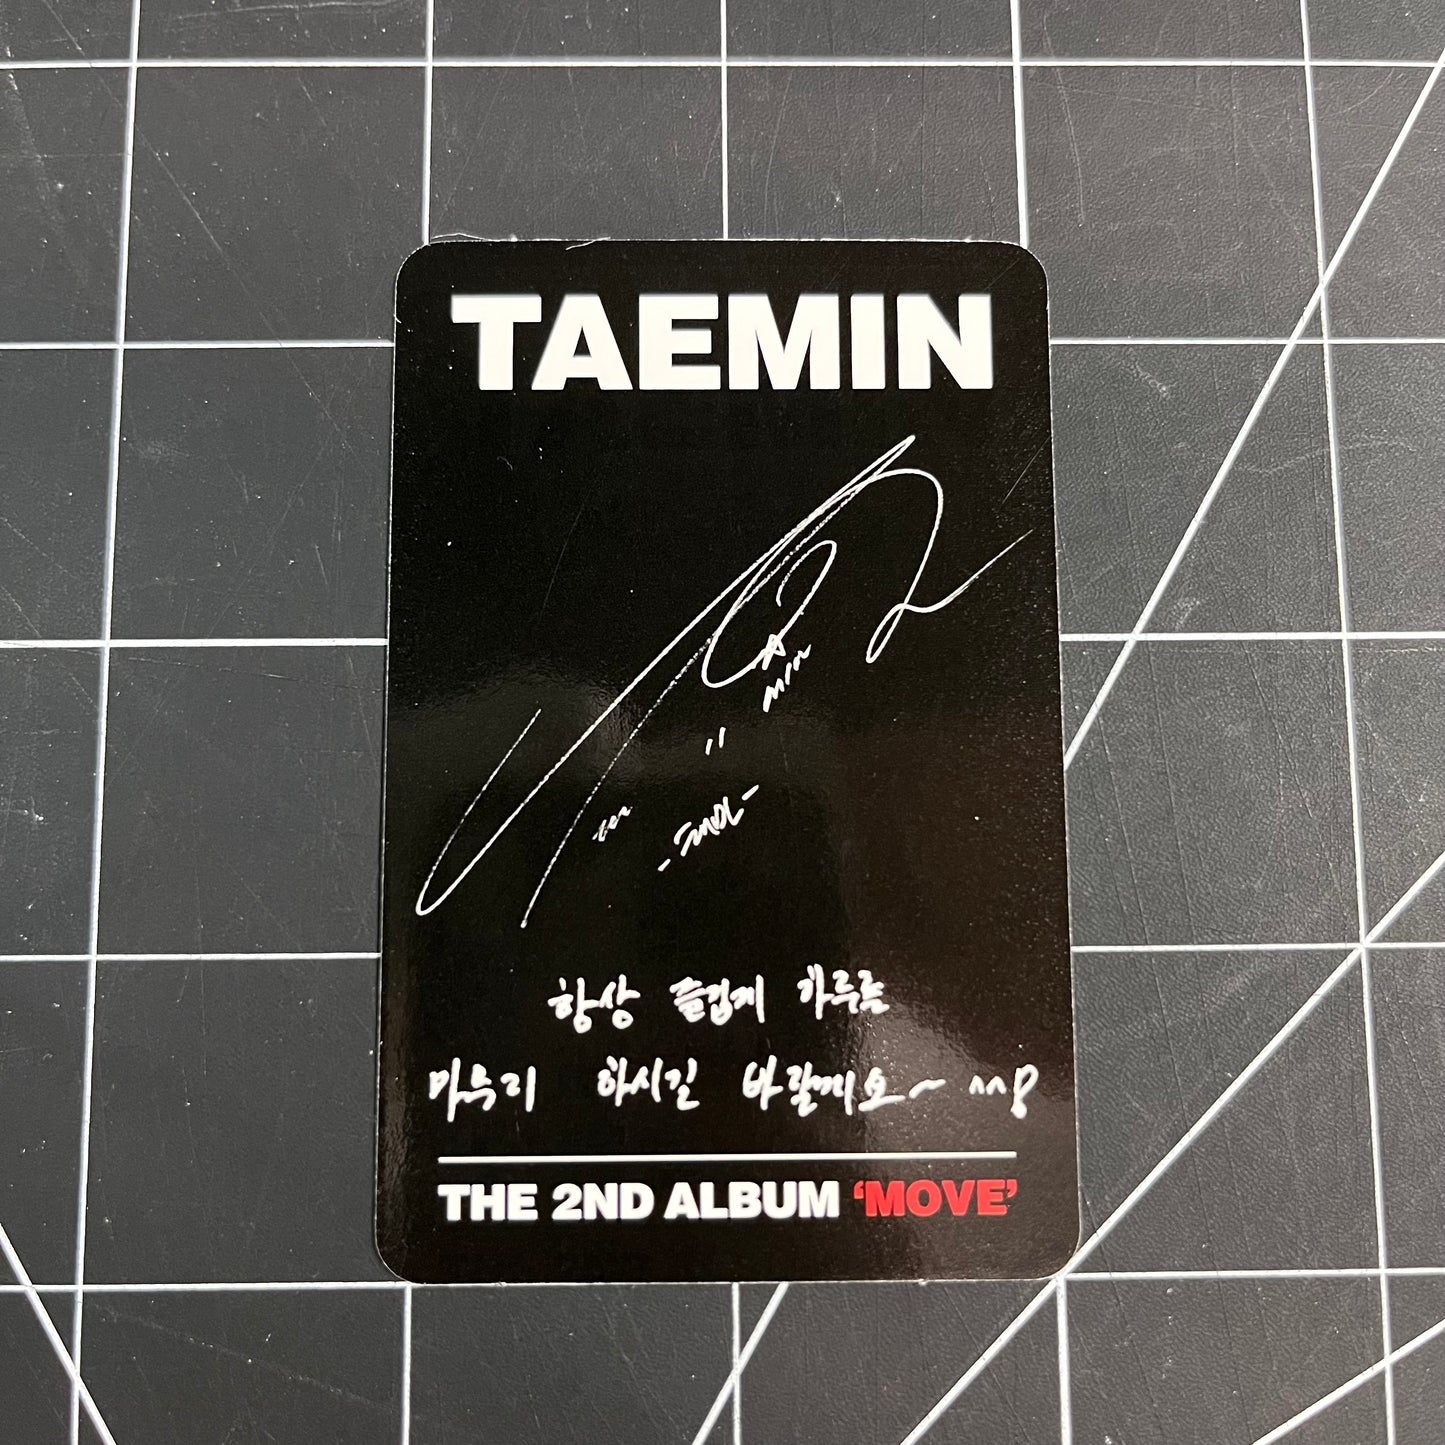 TAEMIN
항상 즐겁게 하루를
마무리 하시길 바랄게요~ ^^
THE 2ND ALBUM ‘MOVE’